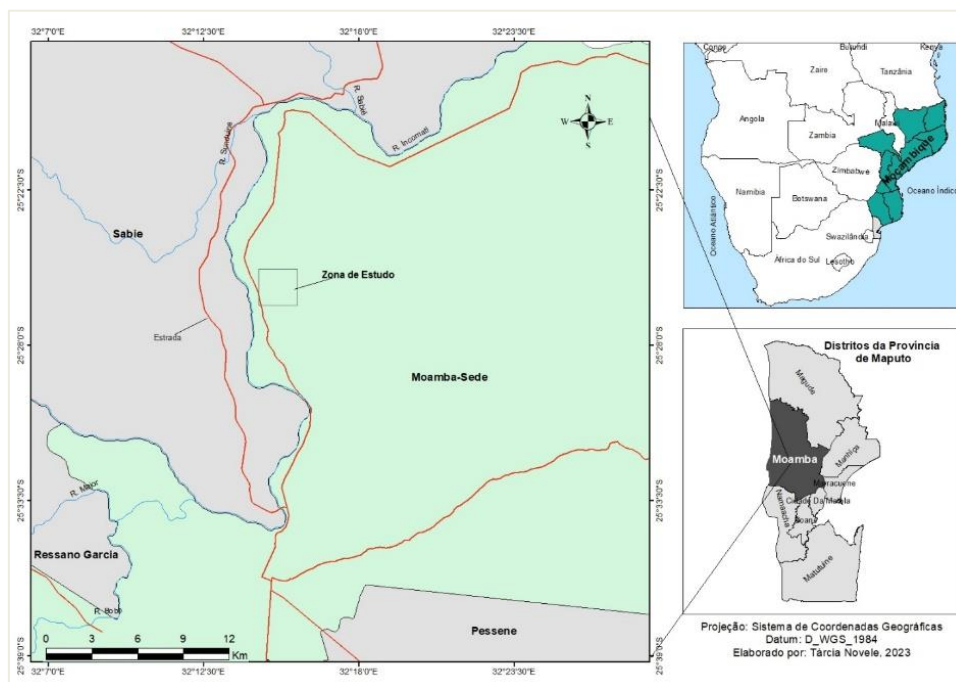 32°7'0"E 32°12'30"E 32°18'0"E 32°23'30"E
25°22'30"S
25°28'0"S
25°33'30"S
25°39'0"S
N
W E
S
R. Sabié
R. Incomati
Sabie
Zona de Estudo
Estrada
Moamba-Sede
Ressano Garcia
Pessene
0 3 6 9 12
Km
32°7'0"E 32°12'30"E 32°18'0"E 32°23'30"E
25°22'30"S
25°28'0"S
25°33'30"S
25°39'0"S
Congo
Burundi
Kenya
Zaire
Tanzânia
Angola
Malawi
Zambia
Moçambique
Zimbabwe
Namibia
Botswana
Oceano Índico
Oceano Atlântico
Swazilândia
África do Sul
Lesotho
Distritos da Provincia
de Maputo
Magude
Moamba
Manhiça
Marracuene
Cidade Da Matola
Namaacha
Boane
Matutuine
Projeção: Sistema de Coordenadas Geográficas
Datum: D_WGS_1984
Elaborado por: Tárcia Novele, 2023